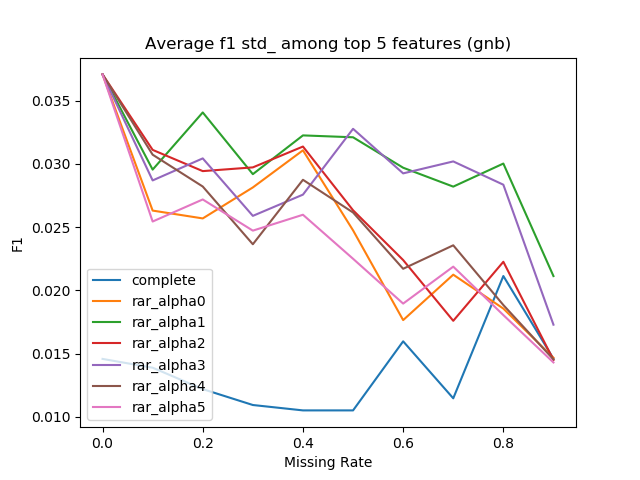 Average f1 std_ among top 5 features (gnb)
F1
0.035
0.030
0.025
0.020
0.015
0.010
complete
rar_alpha0
rar_alpha1
rar_alpha2
rar_alpha3
rar_alpha4
rar_alpha5
0.0 0.2 0.4 0.6 0.8
Missing Rate